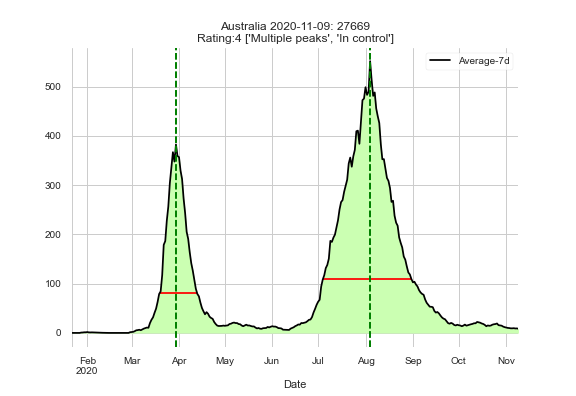 Australia 2020-11-09: 27669
Rating:4 ['Multiple peaks', 'In control']
Average-7d
500
400
300
200
100
0
Feb Mar Apr May Jun Jul Aug Sep Oct Nov
2020
Date